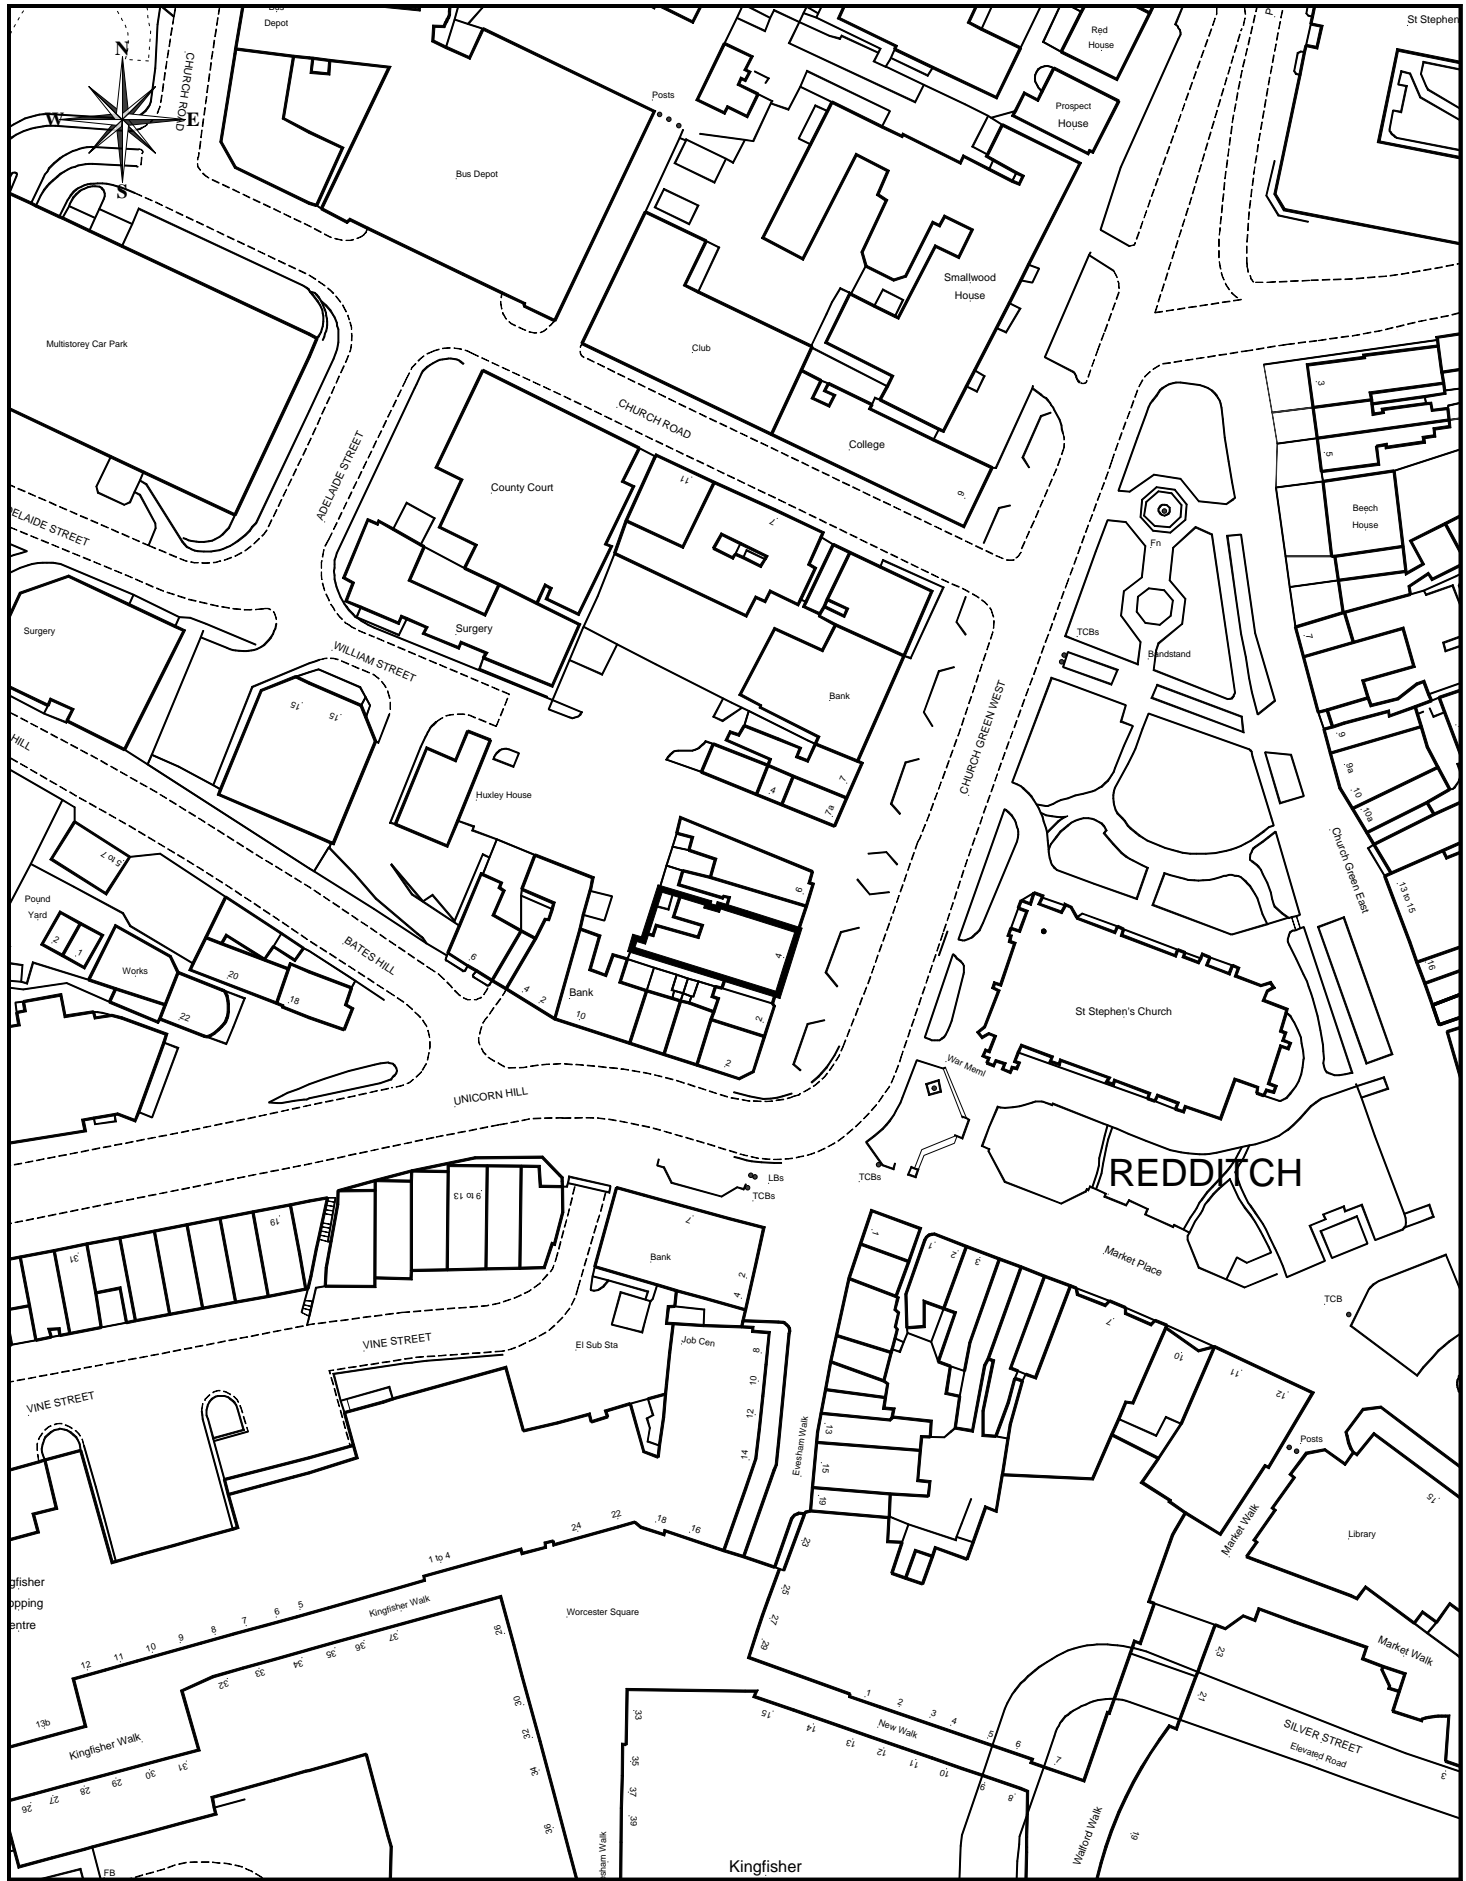 Depot
St Stephen
Red
House
N
CHURCH ROAD
W
E
S
Posts
Prospect
House
Bus Depot
Smallwood
House
Multistorey Car Park
Club
3
CHURCH ROAD
College
5
ADELAIDE STREET
County Court
11
7
6
Beech
House
ELAIDE STREET
Fn
Surgery
Surgery
TCBs
7
WILLIAM STREET
Bandstand
15
15
Bank
CHURCH GREEN WEST
HILL
9
9a
10
10a
Huxley House
4
7
7a
Church Green East
5 to 7
6
13 to 15
Pound
Yard
2
1
Works
BATES HILL
20
18
22
6
4
2
Bank
10
4
2
2
16
St Stephen's Church
War Meml
UNICORN HILL
REDDITCH
LBs
TCBs
TCBs
9 to 13
19
31
7
Bank
2
4
1
1
2
3
Market Place
TCB
VINE STREET
El Sub Sta
Job Cen
7
10
11
12
VINE STREET
8
10
12
14
Evesham Walk
13
15
19
Posts
15
Library
Market Walk
24
22
18
16
23
1 to 4
gfisher
opping
entre
Kingfisher Walk
Worcester Square
25
27
29
12
11
10
9
8
7
6
5
32
33
34
35
36
37
26
Market Walk
23
21
13b
Kingfisher Walk
30
32
34
36
33
35
37
39
1
2
3
4
5
6
7
New Walk
15
14
13
12
11
10
9
8
SILVER STREET
Elevated Road
3
26
27
28
29
30
31
Walford Walk
19
FB
sham Walk
Kingfisher